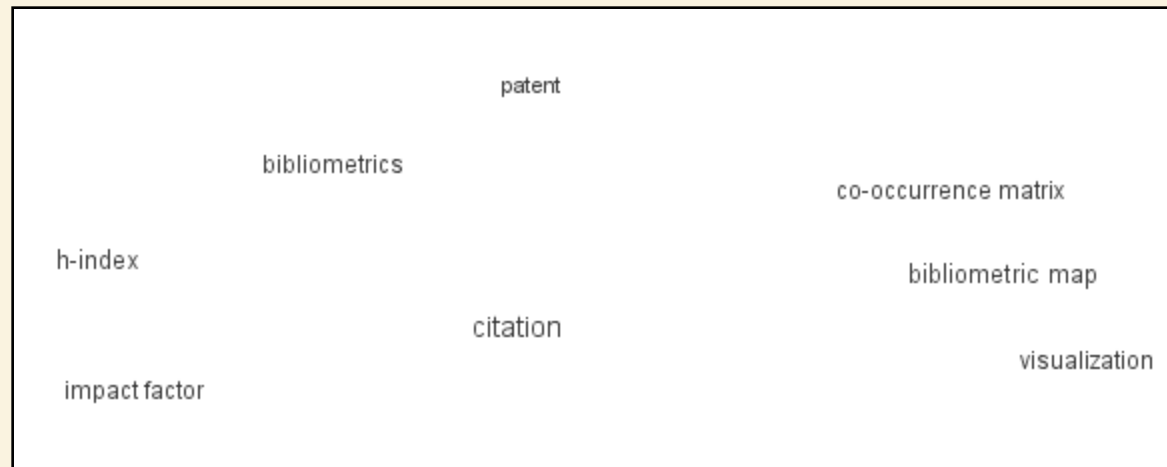 patent
bibliometrics
co-occurrence matrix
h-index
bibliometric map
citation
visualization
impact factor